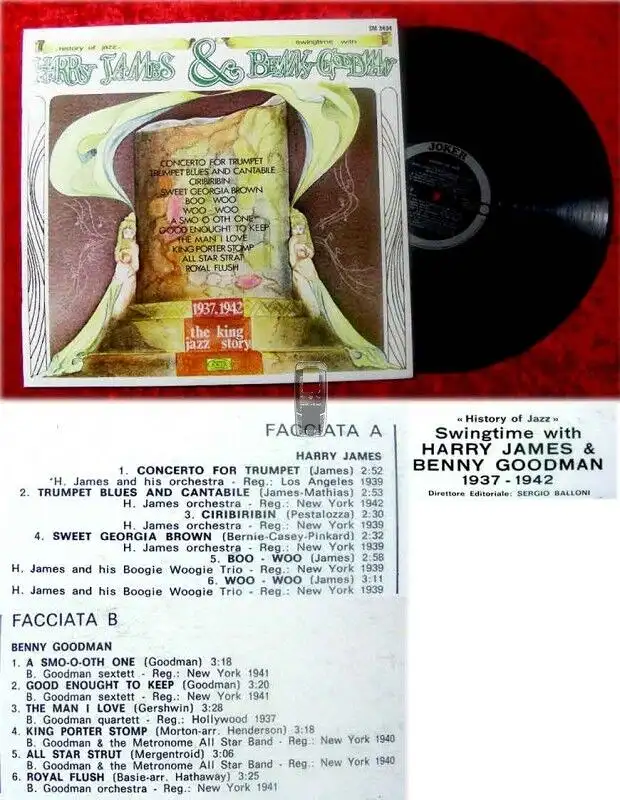 SM 3494
"History of jazz"
swingtime with
HARRY JAMES & BENNY GOODMAN
CONCERTO FOR TRUMPET
TRUMPET BLUES AND CANTABILE
CIRIBIRIBIN
SWEET GEORGIA BROWN
BOO - WOO
WOO - WOO
A SMO O OTH ONE
GOOD ENOUGHT TO KEEP
THE MAN I LOVE
KING PORTER STOMP
ALL STAR STRAT
ROYAL FLUSH
1937.1942
the king
jazz story
JOKER
FACCIATA A
HARRY JAMES
1. CONCERTO FOR TRUMPET (James) 2:52
H. James and his orchestra - Reg.: Los Angeles 1939
2. TRUMPET BLUES AND CANTABILE (James-Mathias) 2:53
H. James orchestra - Reg.: New York 1942
3. CIRIBIRIBIN (Pestalozza) 2:30
H. James orchestra - Reg.: New York 1939
4. SWEET GEORGIA BROWN (Bernie-Casey-Pinkard) 2:32
H. James orchestra - Reg.: New York 1939
5. BOO - WOO (James) 2:58
H. James and his Boogie Woogie Trio - Reg.: New York 1939
6. WOO - WOO (James) 3:11
H. James and his Boogie Woogie Trio - Reg.: New York 1939
«History of Jazz»
Swingtime with
HARRY JAMES &
BENNY GOODMAN
1937 - 1942
Direttore Editoriale: SERGIO BALLONI
FACCIATA B
BENNY GOODMAN
1. A SMO-O-OTH ONE (Goodman) 3:18
B. Goodman sextett - Reg.: New York 1941
2. GOOD ENOUGHT TO KEEP (Goodman) 3:20
B. Goodman sextett - Reg.: New York 1941
3. THE MAN I LOVE (Gershwin) 3:28
B. Goodman quartett - Reg.: Hollywood 1937
4. KING PORTER STOMP (Morton-arr. Henderson) 3:18
B. Goodman & the Metronome All Star Band - Reg.: New York 1940
5. ALL STAR STRUT (Mergentroid) 3:06
B. Goodman & the Metronome All Star Band - Reg.: New York 1940
6. ROYAL FLUSH (Basie-arr. Hathaway) 3:25
B. Goodman orchestra - Reg.: New York 1941